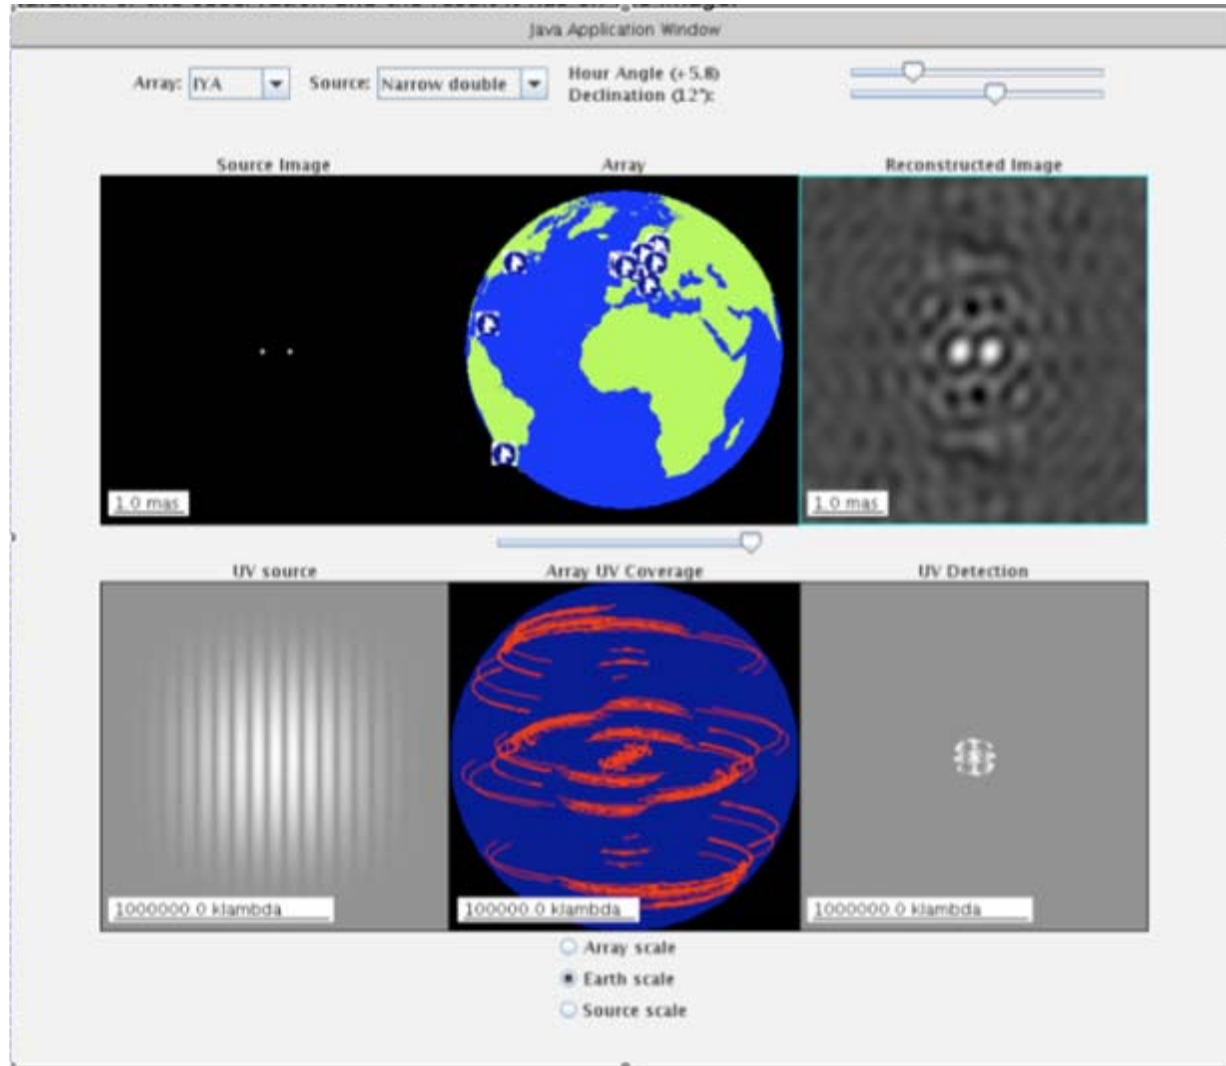 Java Application Window
Array: IYA Source: Narrow double Hour Angle (+5.8)
Declination (12°):
Source Image Array Reconstructed Image
1.0 mas 1.0 mas
UV source Array UV Coverage UV Detection
1000000.0 klambda 100000.0 klambda 1000000.0 klambda
Array scale
Earth scale
Source scale